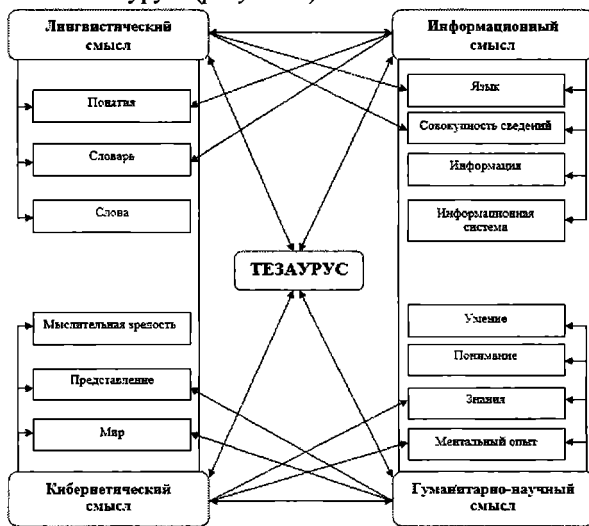 Лингвистический
смысл
Информационный
смысл
Понятия
Словарь
Слова
Язык
Совокупность сведений
Информация
Информационная
система
ТЕЗАУРУС
Мыслительная зрелость
Представление
Мир
Умение
Понимание
Знания
Ментальный опыт
Кибернетический
смысл
Гуманитарно-научный
смысл